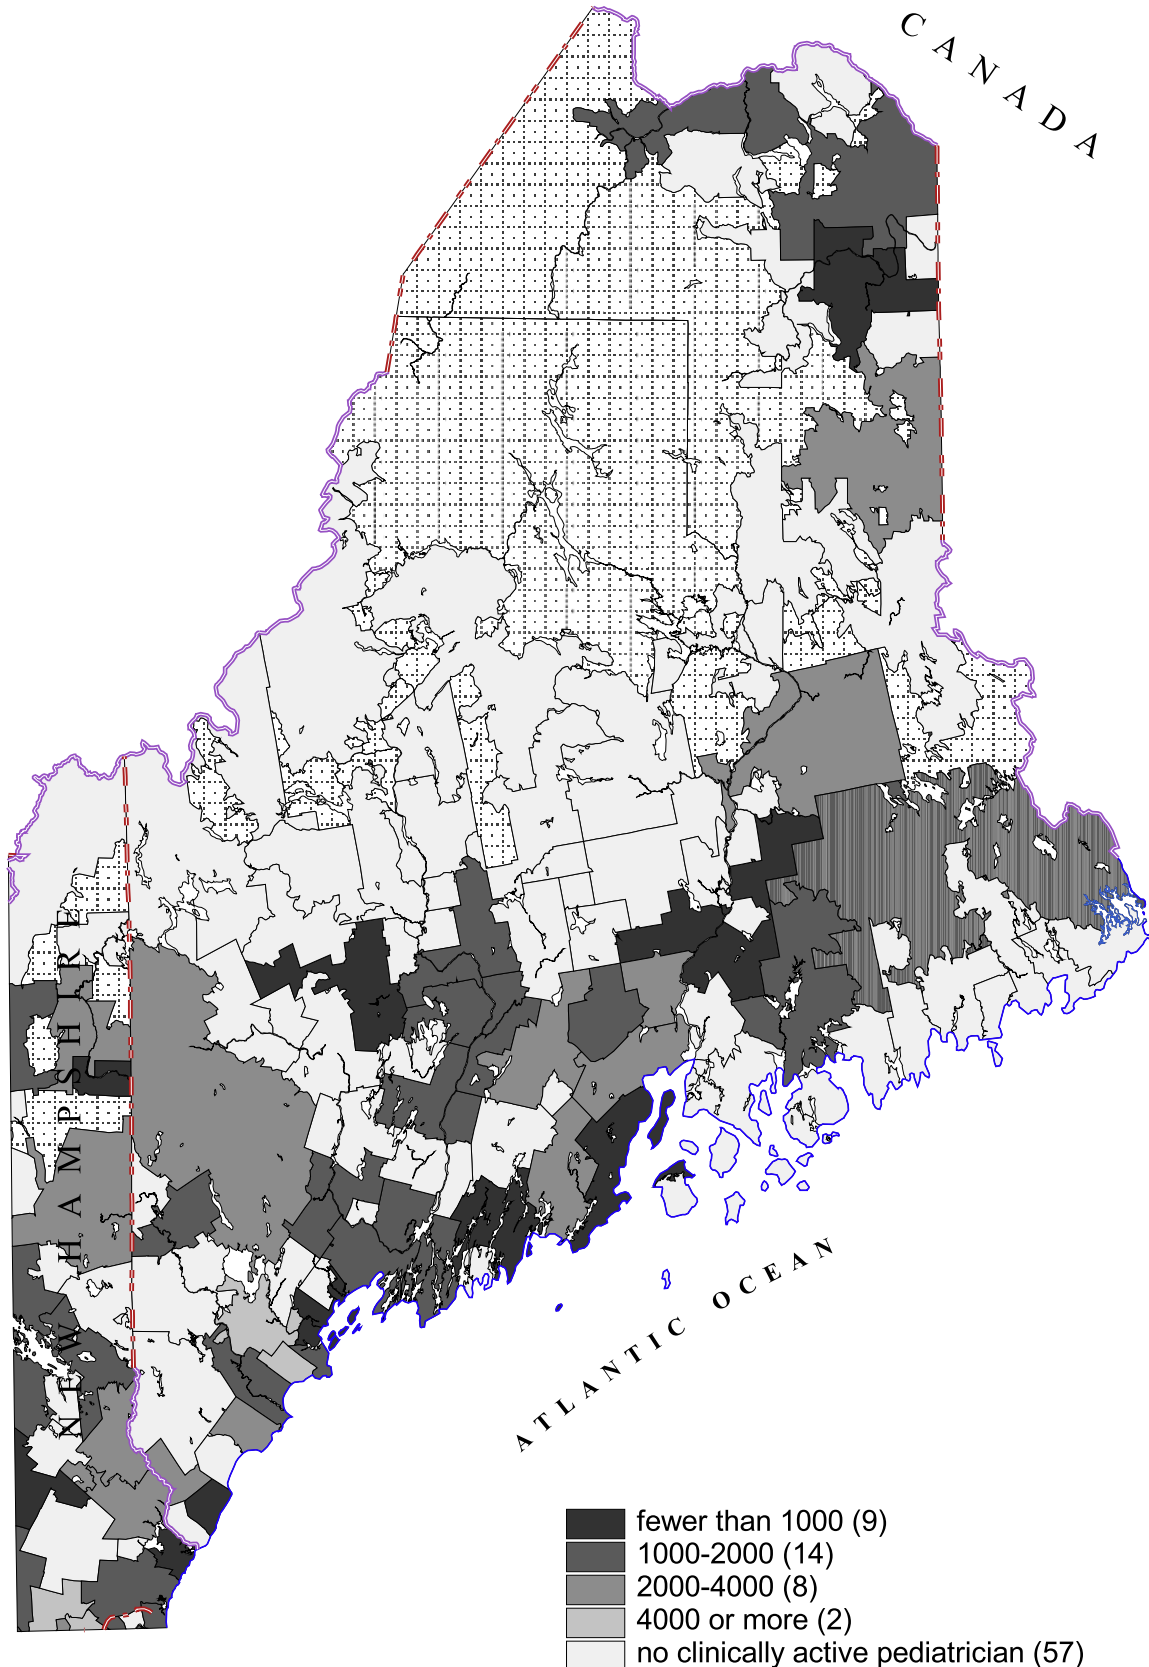 CANADA
NEW HAMPSHIRE
ATLANTIC OCEAN
fewer than 1000 (9)
1000-2000 (14)
2000-4000 (8)
4000 or more (2)
no clinically active pediatrician (57)